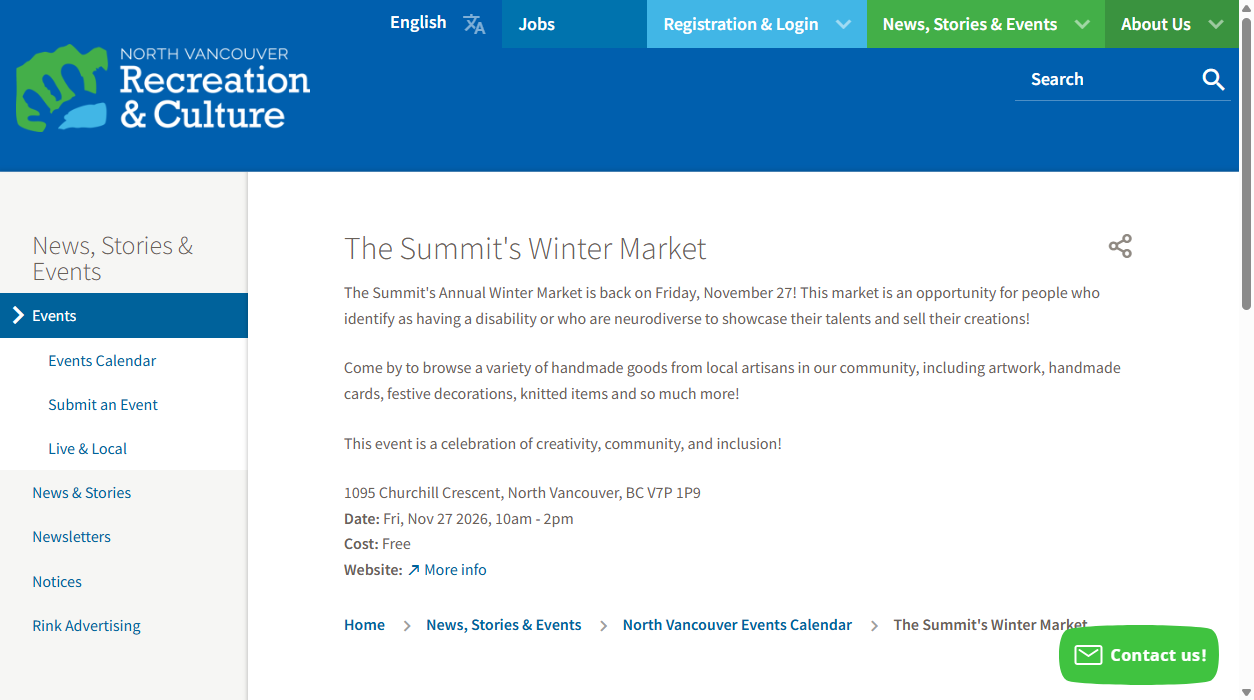 English
Jobs
Registration & Login
News, Stories & Events
About Us
NORTH VANCOUVER
Recreation
& Culture
Search
News, Stories &
Events
Events
Events Calendar
Submit an Event
Live & Local
News & Stories
Newsletters
Notices
Rink Advertising
The Summit's Winter Market
The Summit's Annual Winter Market is back on Friday, November 27! This market is an opportunity for people who
identify as having a disability or who are neurodiverse to showcase their talents and sell their creations!
Come by to browse a variety of handmade goods from local artisans in our community, including artwork, handmade
cards, festive decorations, knitted items and so much more!
This event is a celebration of creativity, community, and inclusion!
1095 Churchill Crescent, North Vancouver, BC V7P 1P9
Date: Fri, Nov 27 2026, 10am - 2pm
Cost: Free
Website: More info
Home > News, Stories & Events > North Vancouver Events Calendar > The Summit's Winter Market
Contact us!